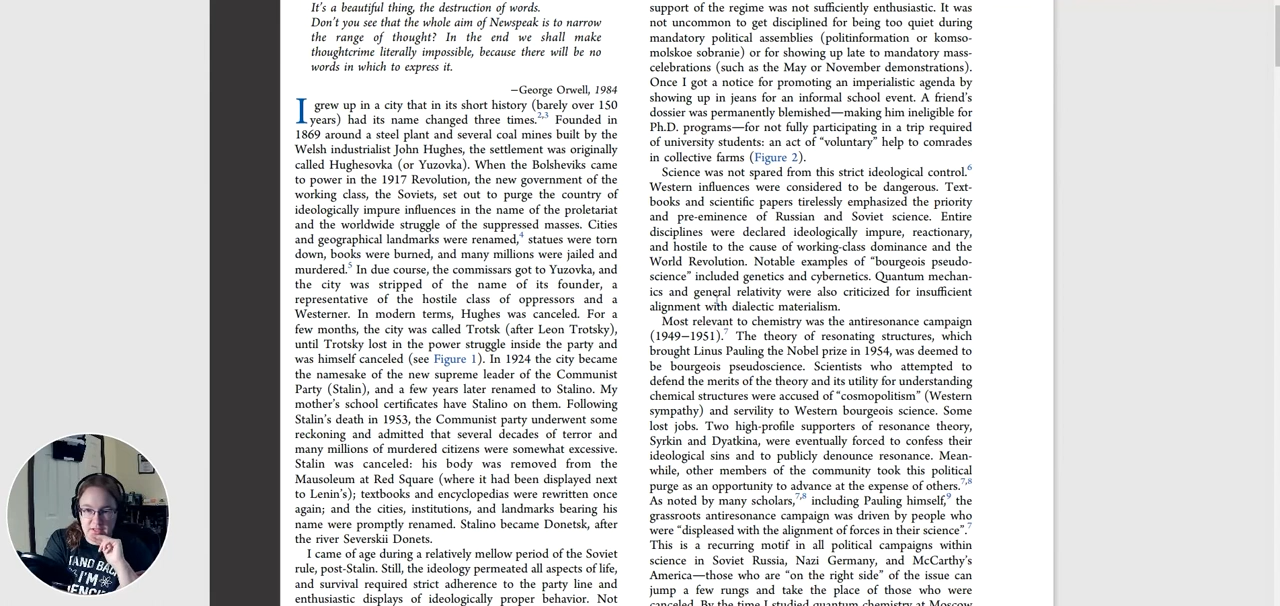 It's a beautiful thing, the destruction of words.
Don't you see that the whole aim of Newspeak is to narrow
the range of thought? In the end we shall make
thoughtcrime literally impossible, because there will be no
words in which to express it.
−George Orwell, 1984
I grew up in a city that in its short history (barely over 150
years) had its name changed three times.2,3 Founded in
1869 around a steel plant and several coal mines built by the
Welsh industrialist John Hughes, the settlement was originally
called Hughesovka (or Yuzovka). When the Bolsheviks came
to power in the 1917 Revolution, the new government of the
working class, the Soviets, set out to purge the country of
ideologically impure influences in the name of the proletariat
and the worldwide struggle of the suppressed masses. Cities
and geographical landmarks were renamed,4 statues were torn
down, books were burned, and many millions were jailed and
murdered.5 In due course, the commissars got to Yuzovka, and
the city was stripped of the name of its founder, a
representative of the hostile class of oppressors and a
Westerner. In modern terms, Hughes was canceled. For a
few months, the city was called Trotsk (after Leon Trotsky),
until Trotsky lost in the power struggle inside the party and
was himself canceled (see Figure 1). In 1924 the city became
the namesake of the new supreme leader of the Communist
Party (Stalin), and a few years later renamed to Stalino. My
mother's school certificates have Stalino on them. Following
Stalin's death in 1953, the Communist party underwent some
reckoning and admitted that several decades of terror and
many millions of murdered citizens were somewhat excessive.
Stalin was canceled: his body was removed from the
Mausoleum at Red Square (where it had been displayed next
to Lenin's); textbooks and encyclopedias were rewritten once
again; and the cities, institutions, and landmarks bearing his
name were promptly renamed. Stalino became Donetsk, after
the river Severskii Donets.
I came of age during a relatively mellow period of the Soviet
rule, post-Stalin. Still, the ideology permeated all aspects of life,
and survival required strict adherence to the party line and
enthusiastic displays of ideologically proper behavior. Not
support of the regime was not sufficiently enthusiastic. It was
not uncommon to get disciplined for being too quiet during
mandatory political assemblies (politinformation or komso-
molskoe sobranie) or for showing up late to mandatory mass-
celebrations (such as the May or November demonstrations).
Once I got a notice for promoting an imperialistic agenda by
showing up in jeans for an informal school event. A friend's
dossier was permanently blemished—making him ineligible for
Ph.D. programs—for not fully participating in a trip required
of university students: an act of "voluntary" help to comrades
in collective farms (Figure 2).
Science was not spared from this strict ideological control.6
Western influences were considered to be dangerous. Text-
books and scientific papers tirelessly emphasized the priority
and pre-eminence of Russian and Soviet science. Entire
disciplines were declared ideologically impure, reactionary,
and hostile to the cause of working-class dominance and the
World Revolution. Notable examples of "bourgeois pseudo-
science" included genetics and cybernetics. Quantum mechan-
ics and general relativity were also criticized for insufficient
alignment with dialectic materialism.
Most relevant to chemistry was the antiresonance campaign
(1949−1951).7 The theory of resonating structures, which
brought Linus Pauling the Nobel prize in 1954, was deemed to
be bourgeois pseudoscience. Scientists who attempted to
defend the merits of the theory and its utility for understanding
chemical structures were accused of "cosmopolitism" (Western
sympathy) and servility to Western bourgeois science. Some
lost jobs. Two high-profile supporters of resonance theory,
Syrkin and Dyatkina, were eventually forced to confess their
ideological sins and to publicly denounce resonance. Mean-
while, other members of the community took this political
purge as an opportunity to advance at the expense of others.7,8
As noted by many scholars,7,8 including Pauling himself,9 the
grassroots antiresonance campaign was driven by people who
were "displeased with the alignment of forces in their science".7
This is a recurring motif in all political campaigns within
science in Soviet Russia, Nazi Germany, and McCarthy's
America—those who are "on the right side" of the issue can
jump a few rungs and take the place of those who were
canceled. By the time I studied quantum chemistry at Moscow